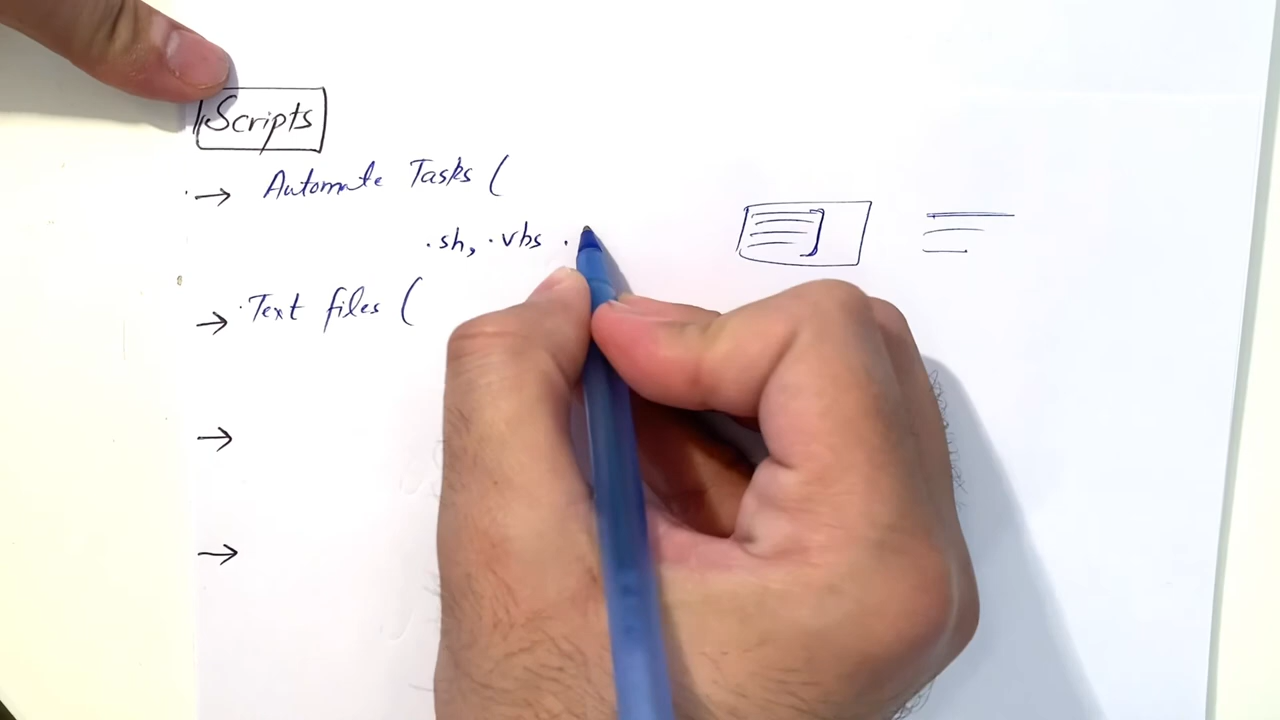 Scripts
→ Automate Tasks (
.sh, .vbs .
→ Text files (
→
→